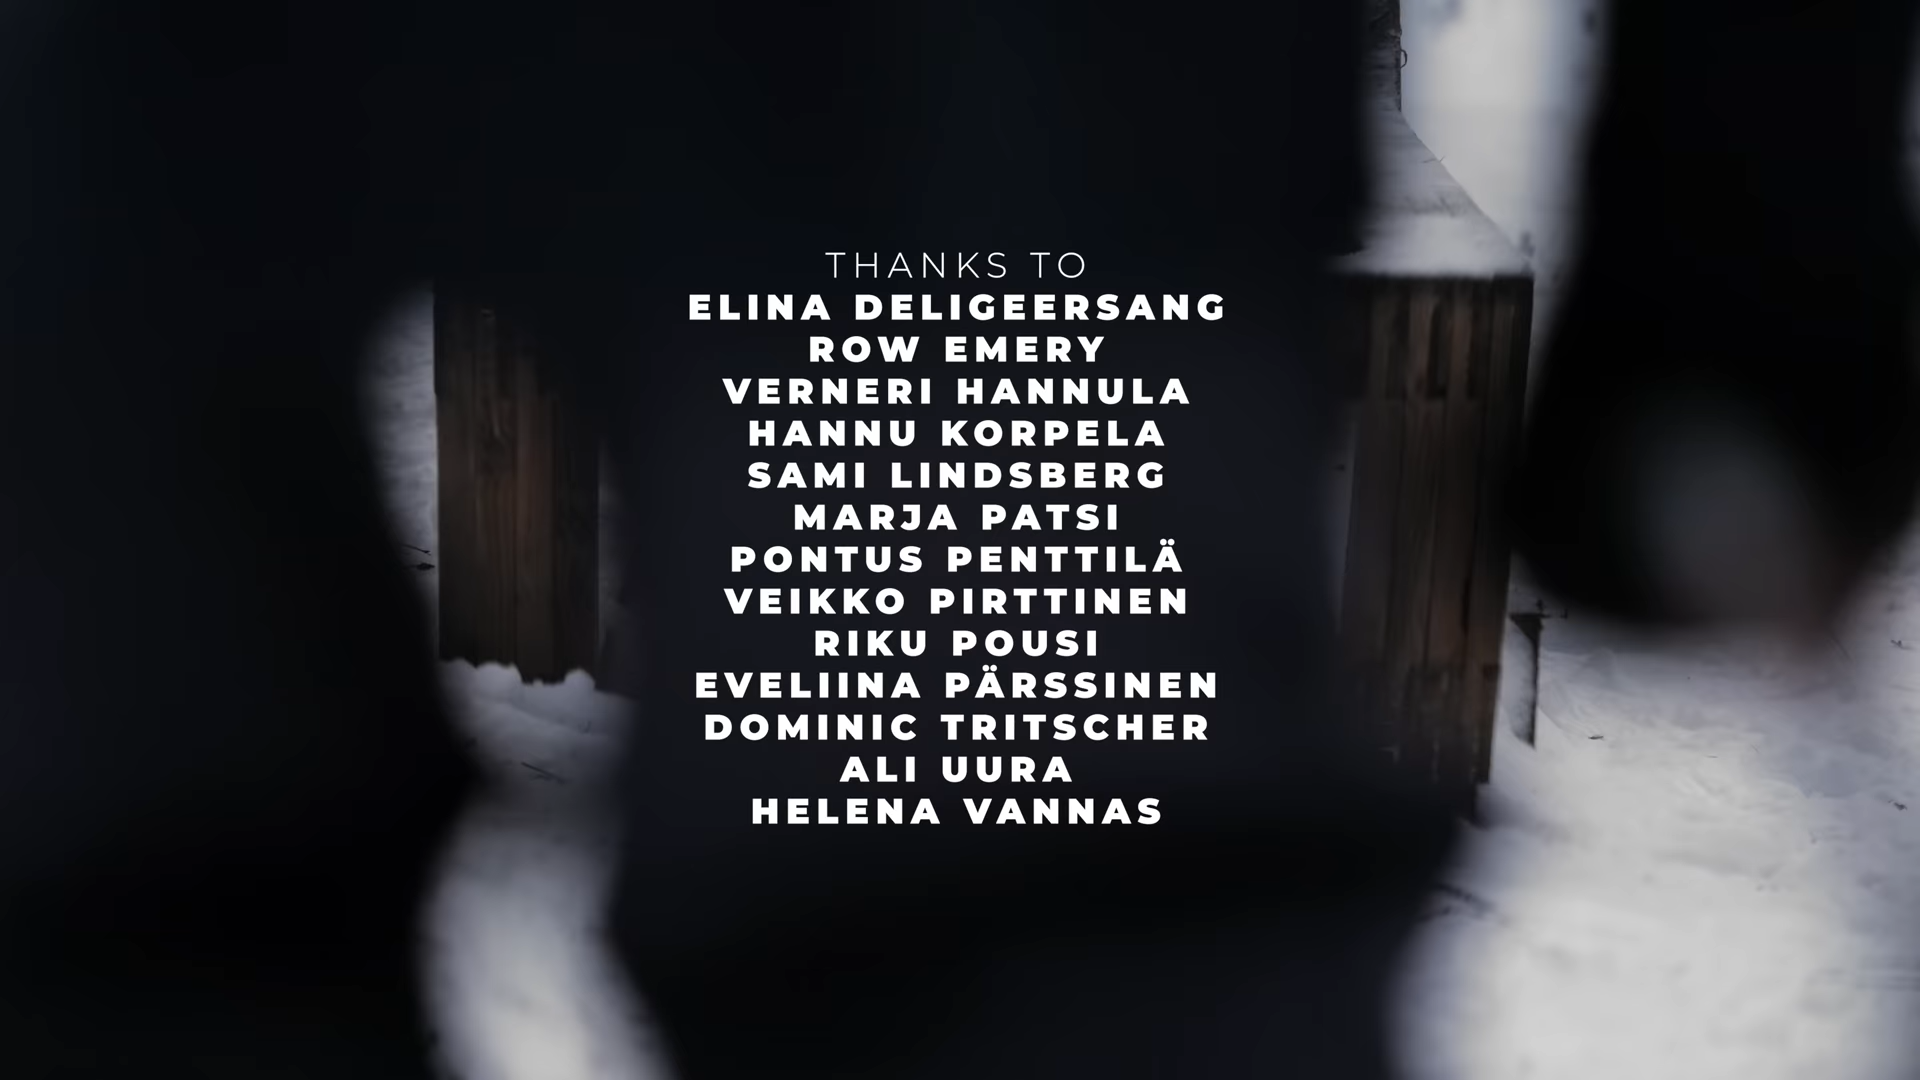 THANKS TO
ELINA DELIGEERSANG
ROW EMERY
VERNERI HANNULA
HANNU KORPELA
SAMI LINDSBERG
MARJA PATSI
PONTUS PENTTILÄ
VEIKKO PIRTTINEN
RIKU POUSI
EVELIINA PÄRSSINEN
DOMINIC TRITSCHER
ALI UURA
HELENA VANNAS